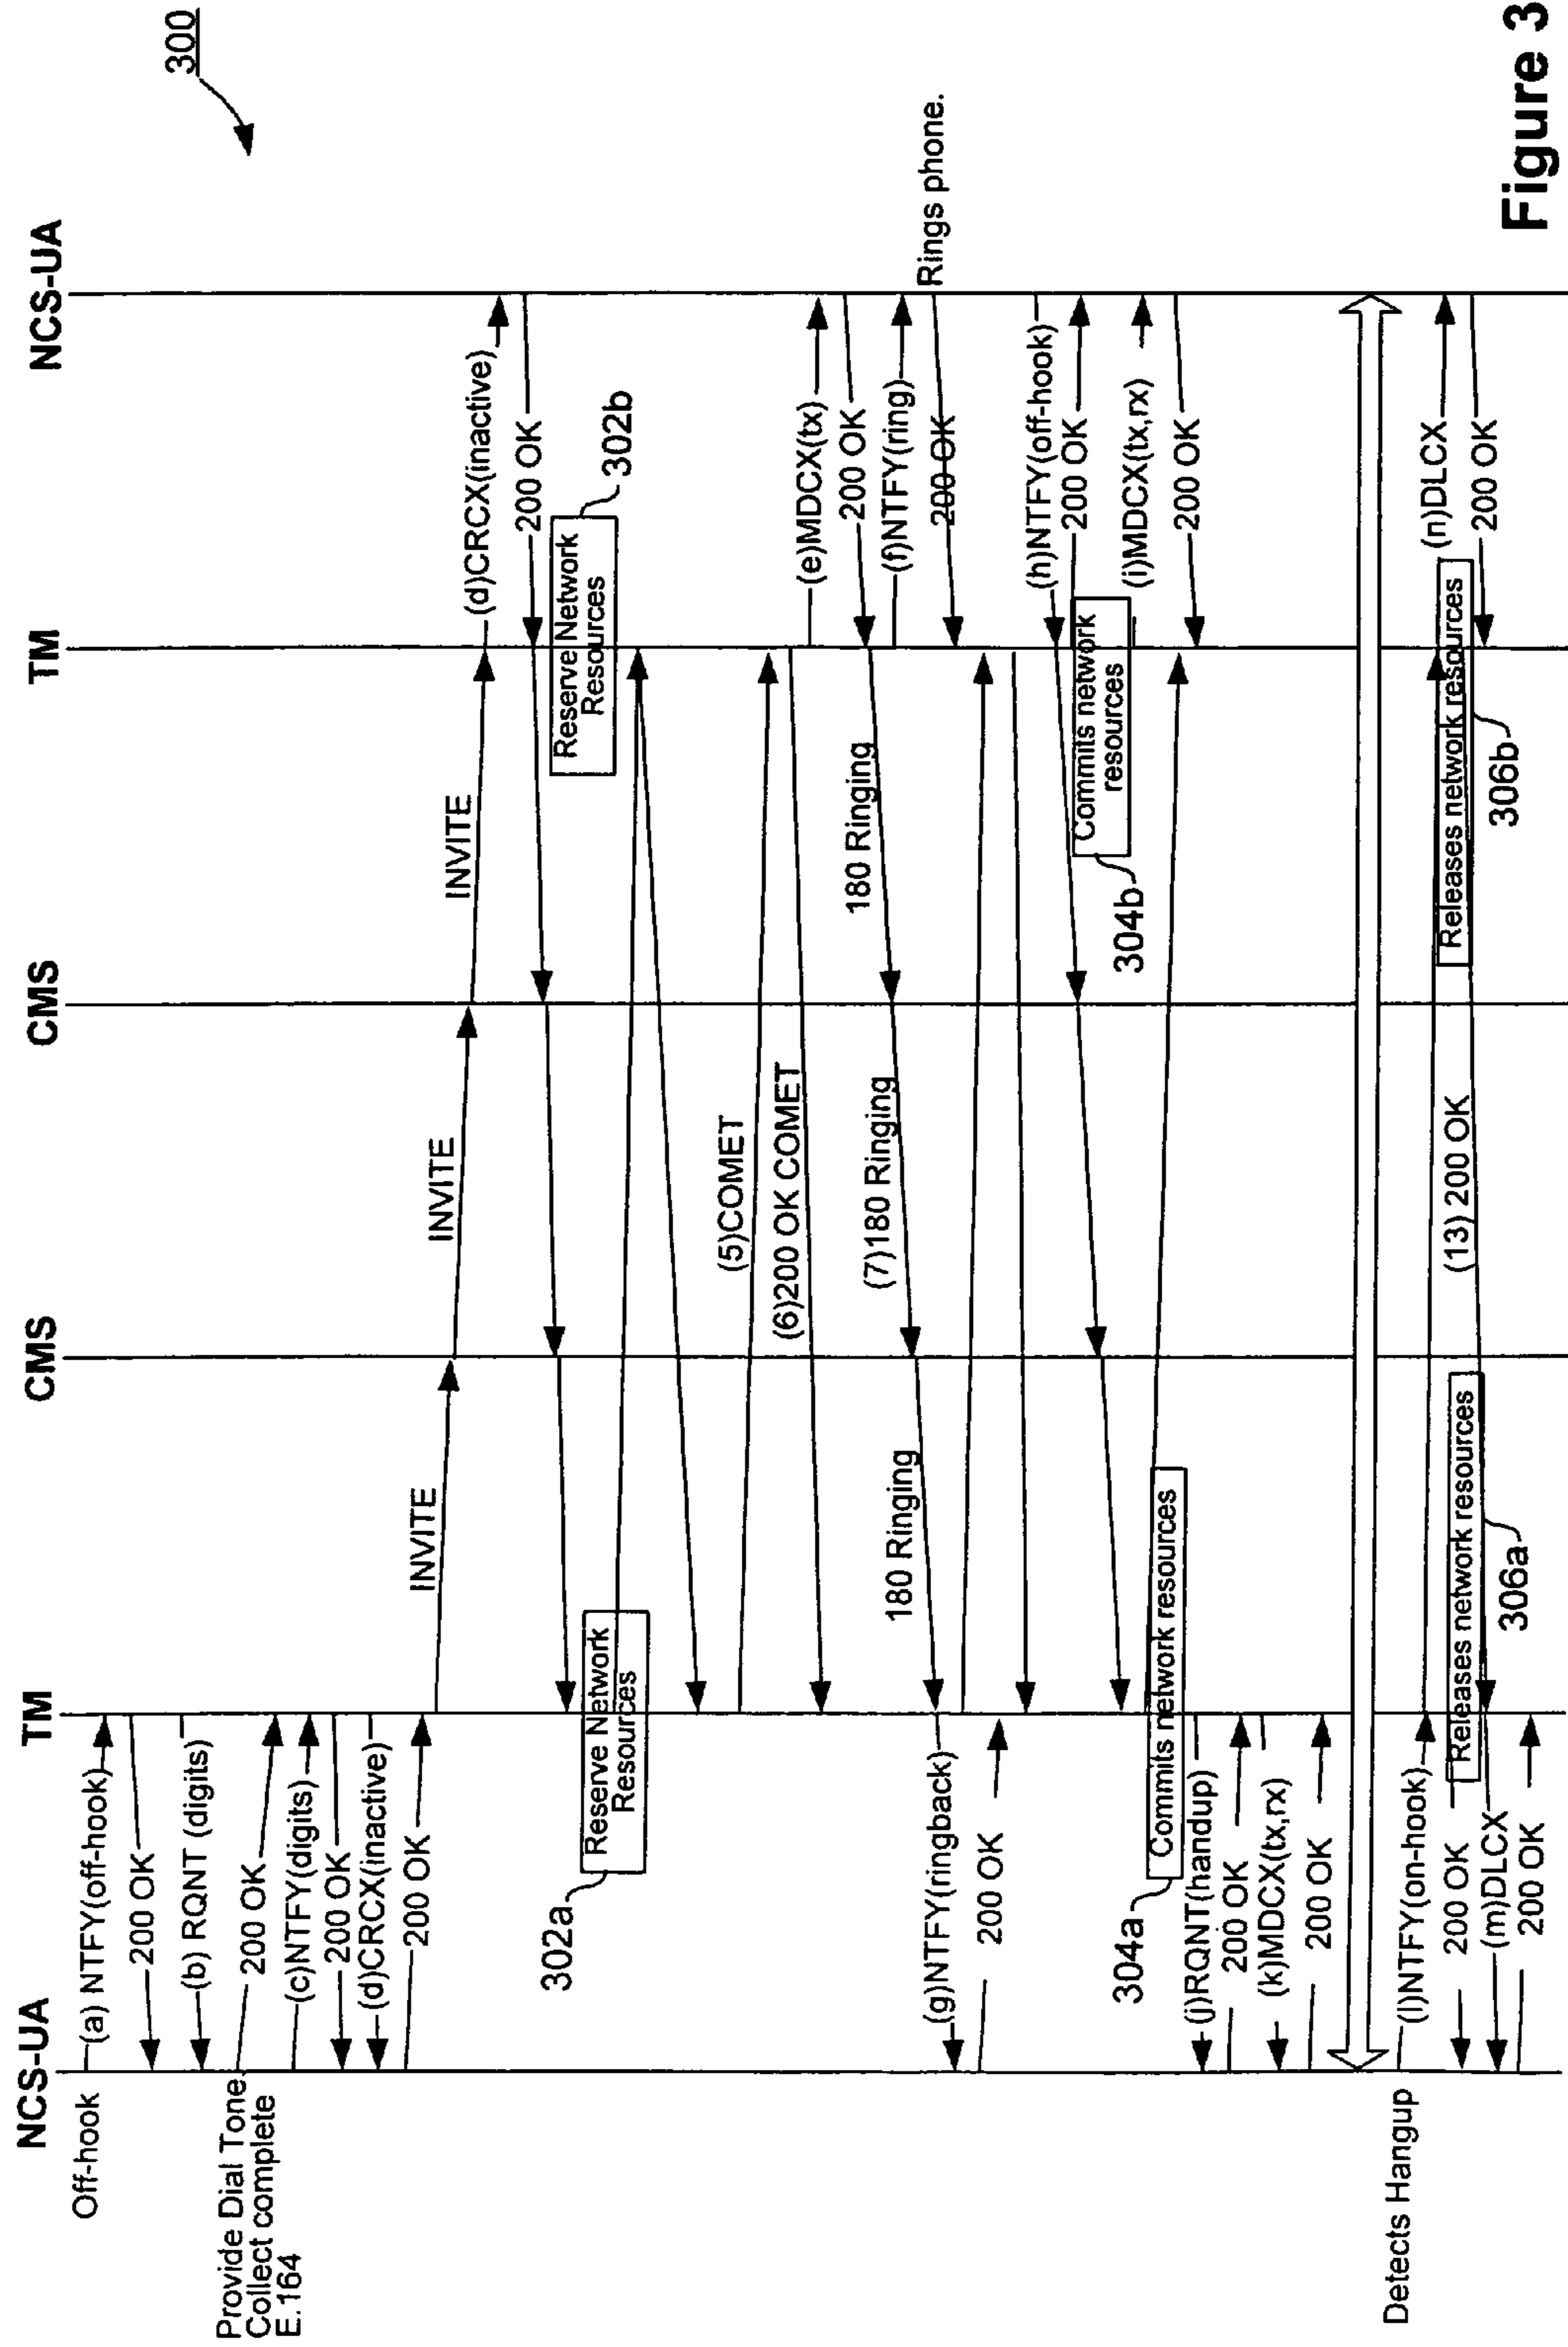 300
NCS-UA
TM
CMS
CMS
TM
NCS-UA
Off-hook
(a) NTFY(off-hook)
200 OK
(b) RQNT (digits)
Provide Dial Tone
Collect complete
E.164
200 OK
(c)NTFY(digits)
200 OK
(d)CRCX(inactive)
200 OK
INVITE
INVITE
INVITE
(d)CRCX(inactive)
200 OK
Reserve Network
Resources
302b
Reserve Network
Resources
302a
(5)COMET
(6)200 OK COMET
(e)MDCX(tx)
200 OK
180 Ringing
(7)180 Ringing
180 Ringing
(f)NTFY(ring)
Rings phone.
200 OK
(g)NTFY(ringback)
200 OK
(h)NTFY(off-hook)
200 OK
Commits network
resources
304b
(i)MDCX(tx,rx)
200 OK
Commits network resources
304a
(j)RQNT(handup)
200 OK
(k)MDCX(tx,rx)
200 OK
Detects Hangup
(l)NTFY(on-hook)
200 OK
Releases network resources
306a
(m)DLCX
200 OK
(13) 200 OK
Releases network resources
306b
(n)DLCX
200 OK
Figure 3